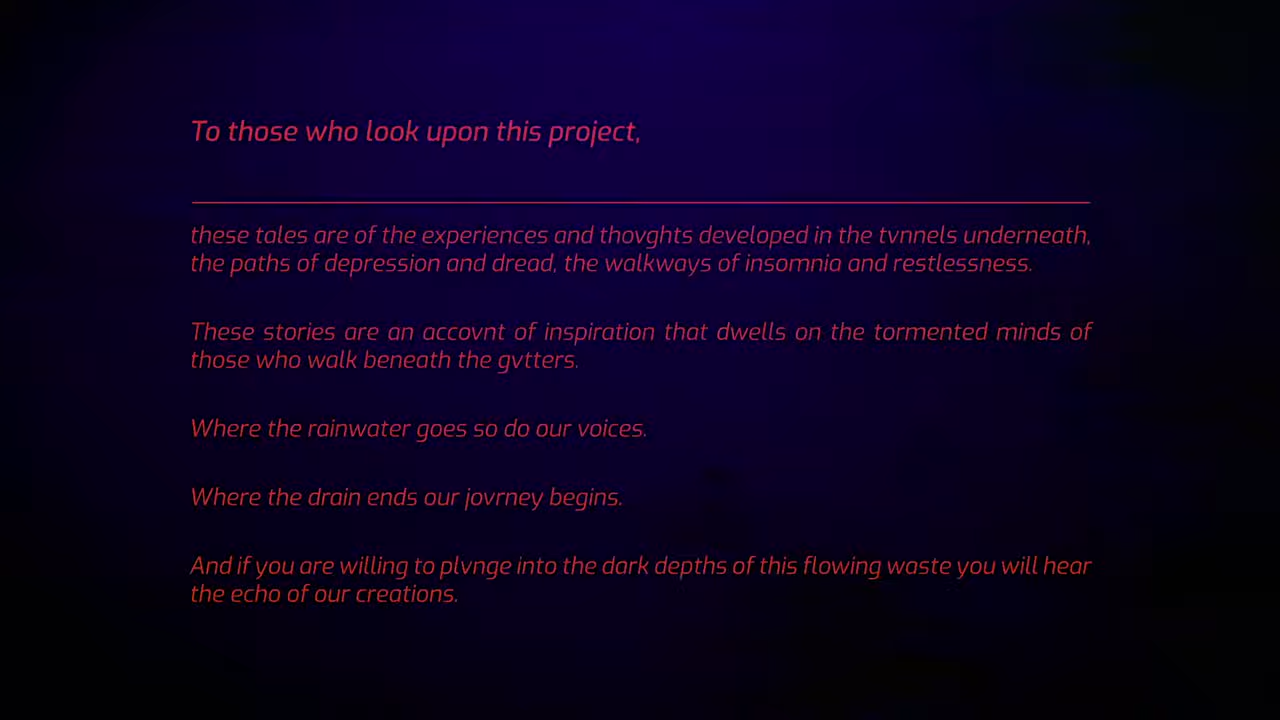 To those who look upon this project,
these tales are of the experiences and thovghts developed in the tvnnels underneath,
the paths of depression and dread, the walkways of insomnia and restlessness.
These stories are an accovnt of inspiration that dwells on the tormented minds of
those who walk beneath the gvtters.
Where the rainwater goes so do our voices.
Where the drain ends our jovrney begins.
And if you are willing to plvnge into the dark depths of this flowing waste you will hear
the echo of our creations.